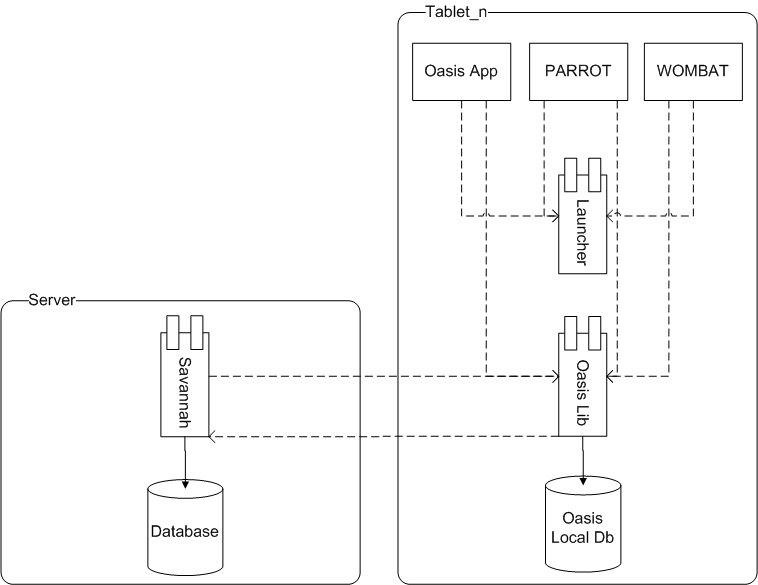 Tablet_n
Oasis App
PARROT
WOMBAT
Launcher
Server
Savannah
Oasis Lib
Database
Oasis
Local Db